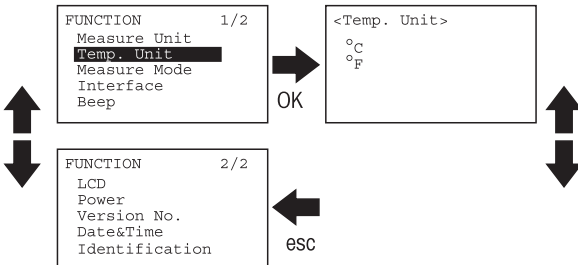 FUNCTION 1/2
Measure Unit
Temp. Unit
Measure Mode
Interface
Beep
OK
<Temp. Unit>
°C
°F
FUNCTION 2/2
LCD
Power
Version No.
Date&Time
Identification
esc